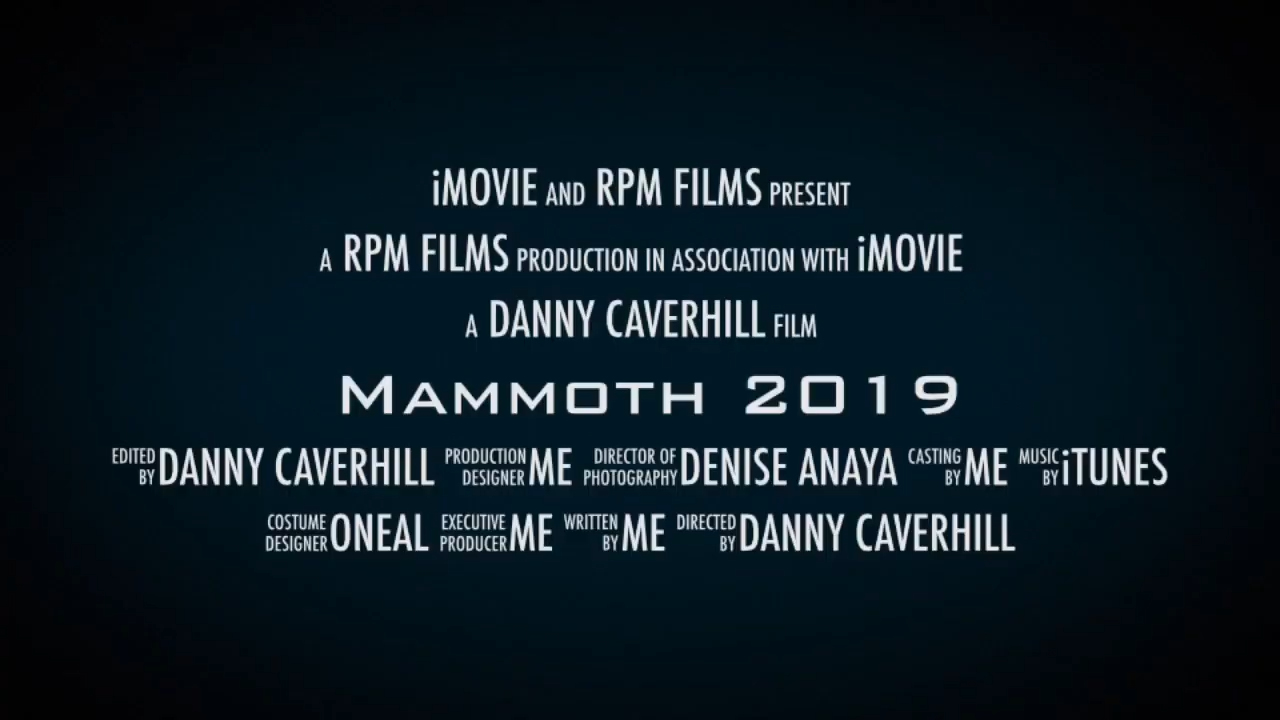 iMOVIE AND RPM FILMS PRESENT
A RPM FILMS PRODUCTION IN ASSOCIATION WITH iMOVIE
A DANNY CAVERHILL FILM
MAMMOTH 2019
EDITED BY DANNY CAVERHILL PRODUCTION DESIGNER ME DIRECTOR OF PHOTOGRAPHY DENISE ANAYA CASTING BY ME MUSIC BY iTUNES
COSTUME DESIGNER ONEAL EXECUTIVE PRODUCER ME WRITTEN BY ME DIRECTED BY DANNY CAVERHILL